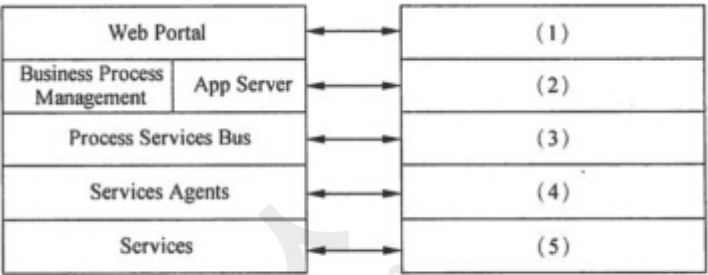 Web Portal
(1)
Business Process
Management
App Server
(2)
Process Services Bus
(3)
Services Agents
(4)
Services
(5)